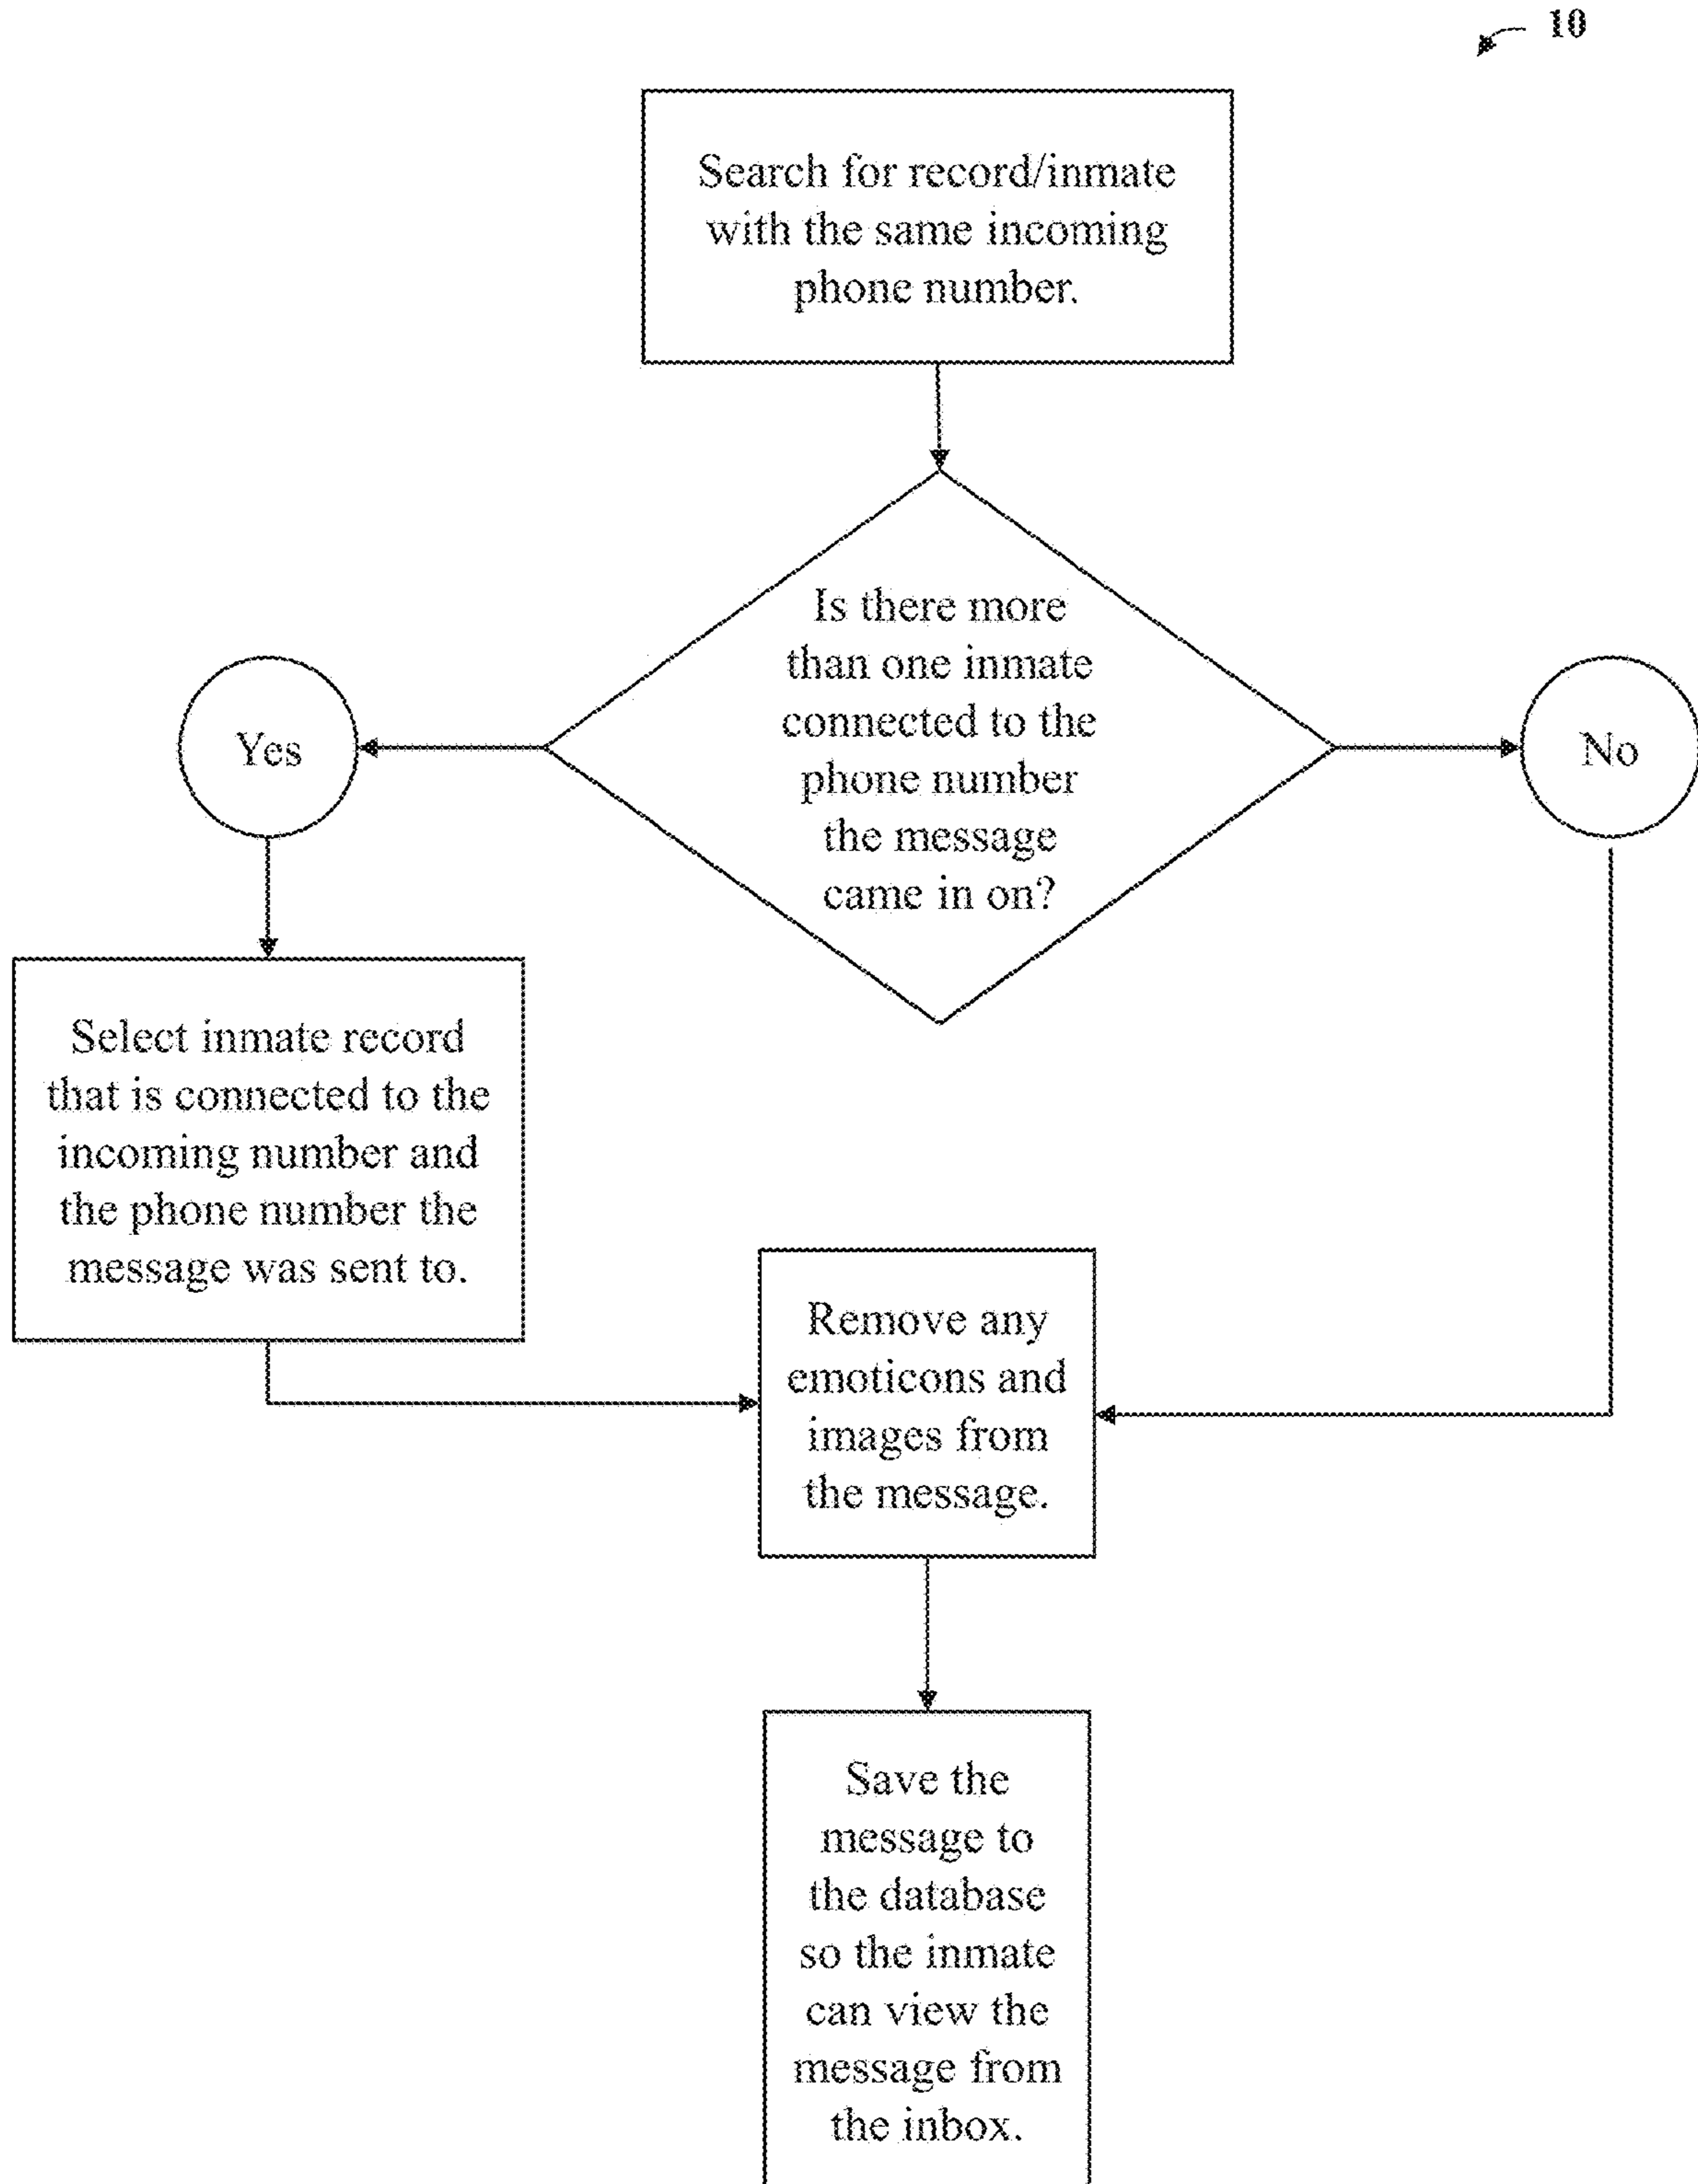 10
Search for record/inmate
with the same incoming
phone number.
Is there more
than one inmate
connected to the
phone number
the message
came in on?
Yes
No
Select inmate record
that is connected to the
incoming number and
the phone number the
message was sent to.
Remove any
emoticons and
images from
the message.
Save the
message to
the database
so the inmate
can view the
message from
the inbox.